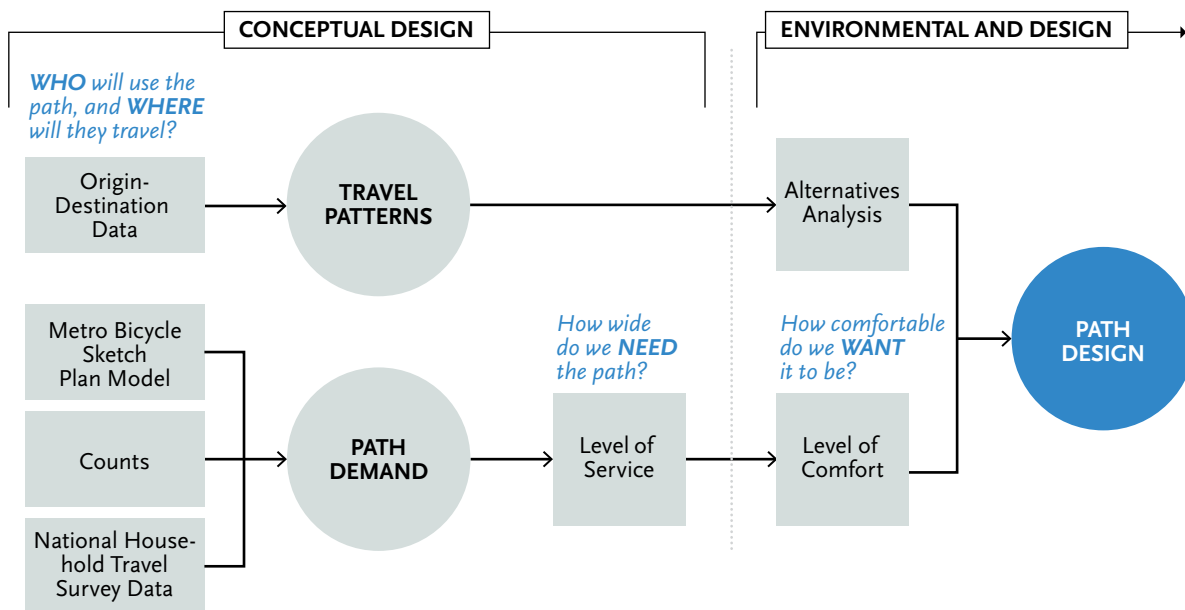 CONCEPTUAL DESIGN
ENVIRONMENTAL AND DESIGN
WHO will use the
path, and WHERE
will they travel?
Origin-
Destination
Data
TRAVEL
PATTERNS
Alternatives
Analysis
Metro Bicycle
Sketch
Plan Model
Counts
National House-
hold Travel
Survey Data
PATH
DEMAND
How wide
do we NEED
the path?
Level of
Service
How comfortable
do we WANT
it to be?
Level of
Comfort
PATH
DESIGN